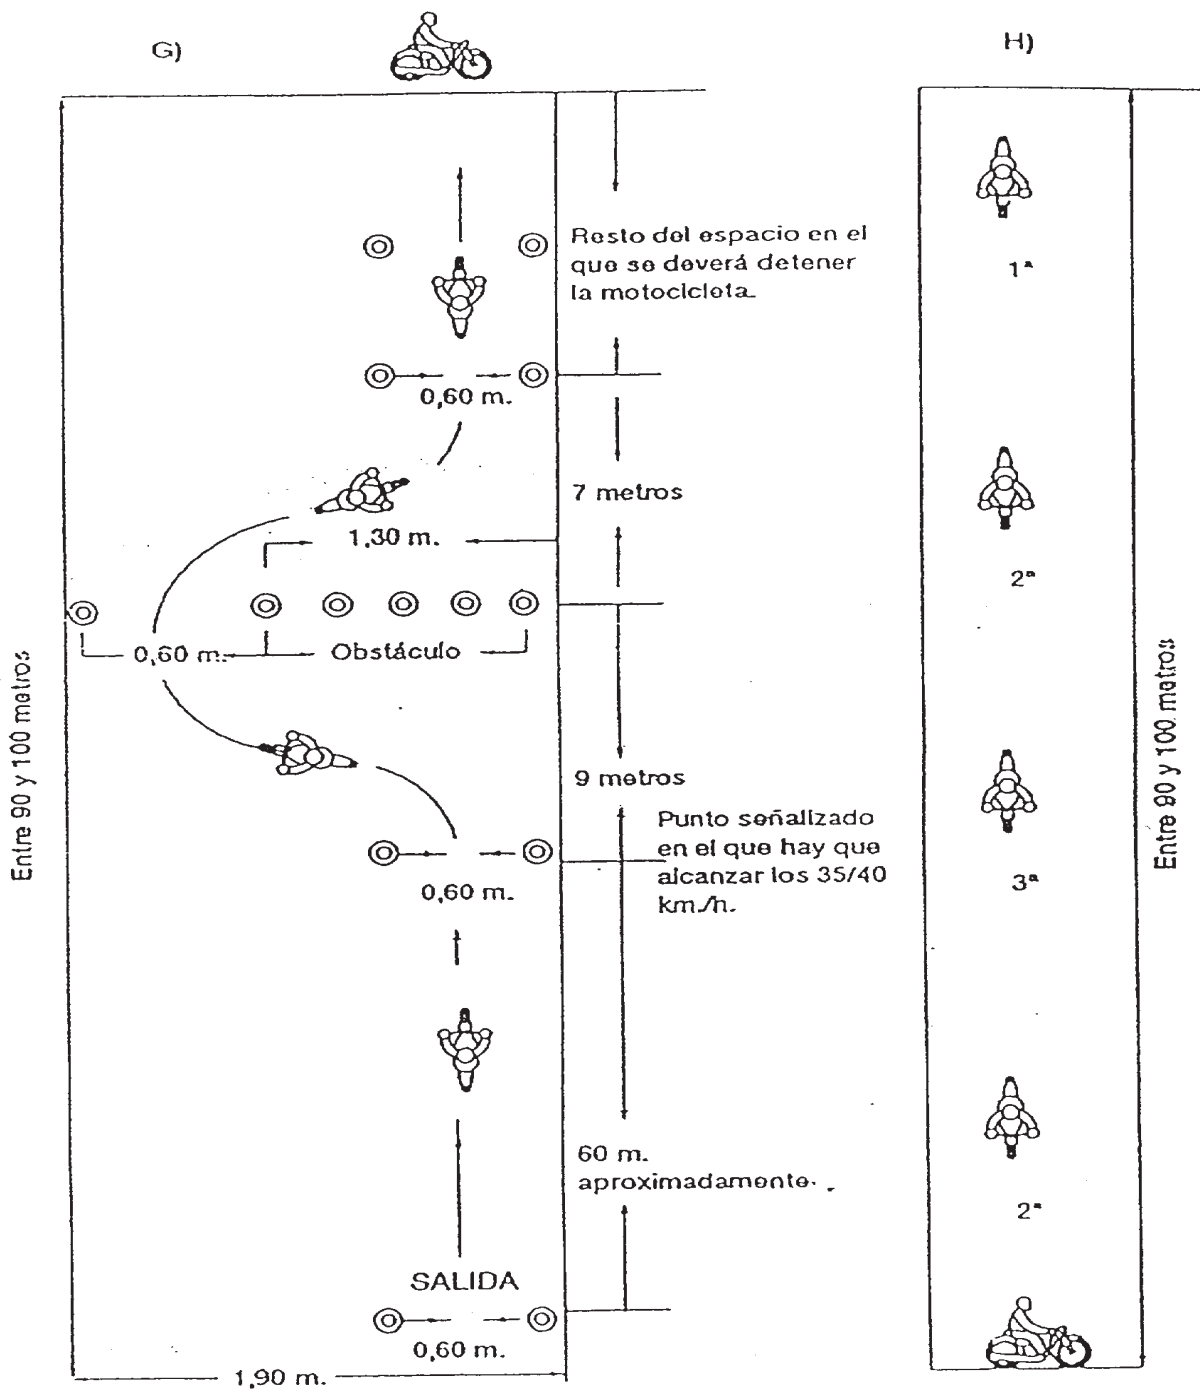 G)
H)
Resto del espacio en el
que se deverá detener
la motocicleta.
1ª
0,60 m.
7 metros
1,30 m.
2ª
0,60 m.
Obstáculo
Entre 90 y 100 metros
Entre 90 y 100 metros
9 metros
Punto señalizado
en el que hay que
alcanzar los 35/40
km./h.
0,60 m.
3ª
60 m.
aproximadamente.
2ª
SALIDA
0,60 m.
1,90 m.